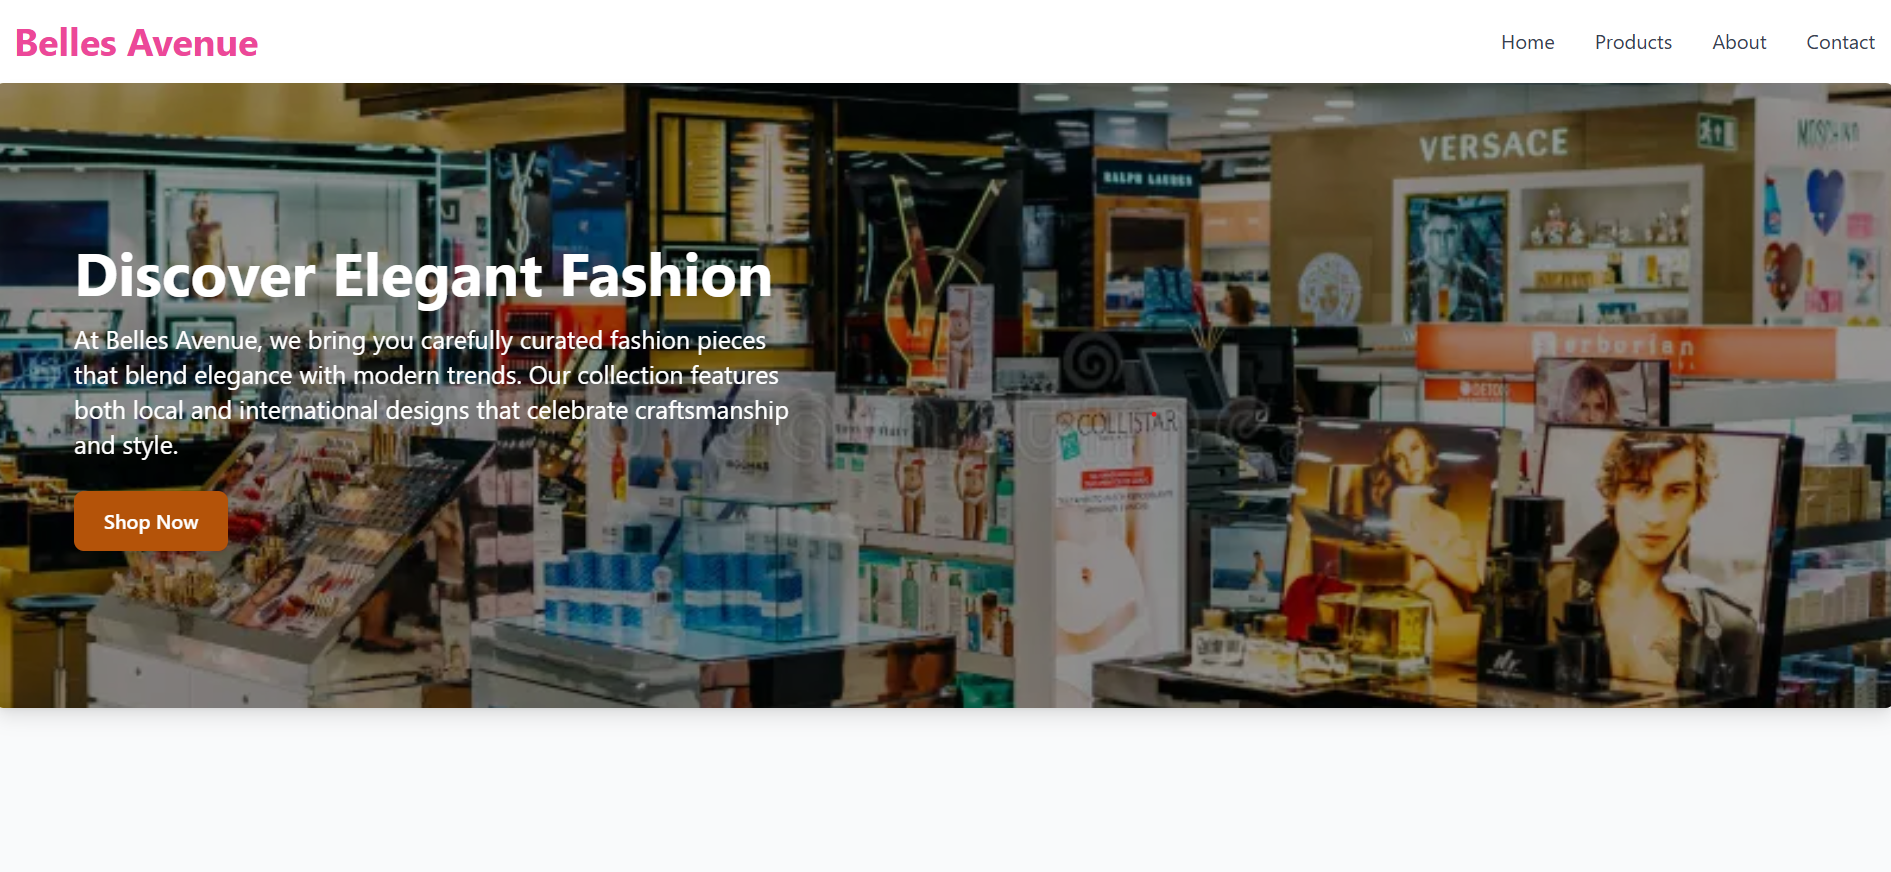 Belles Avenue
Home Products About Contact
VERSACE
MOSCHINO
RALPH LAUREN
Discover Elegant Fashion
At Belles Avenue, we bring you carefully curated fashion pieces
that blend elegance with modern trends. Our collection features
both local and international designs that celebrate craftsmanship
and style.
erborian
COLLISTAR
Shop Now